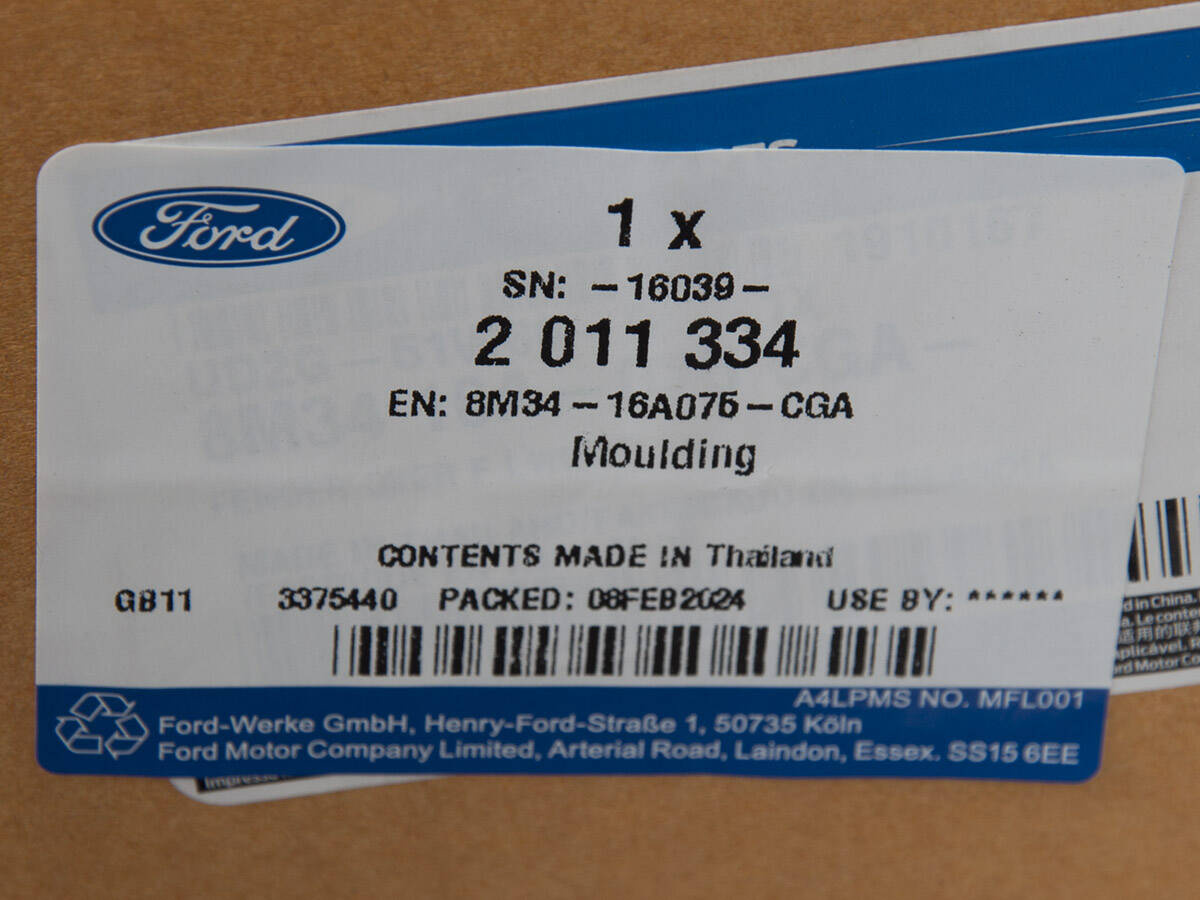 Ford
1 x
SN: -16039-
2 011 334
EN: 8M34-16A075-CGA
Moulding
CONTENTS MADE IN Thailand
GB11 3375440 PACKED: 08FEB2024 USE BY: ******
A4LPMS NO. MFL001
Ford-Werke GmbH, Henry-Ford-Straße 1, 50735 Köln
Ford Motor Company Limited, Arterial Road, Laindon, Essex. SS15 6EE
d in China.